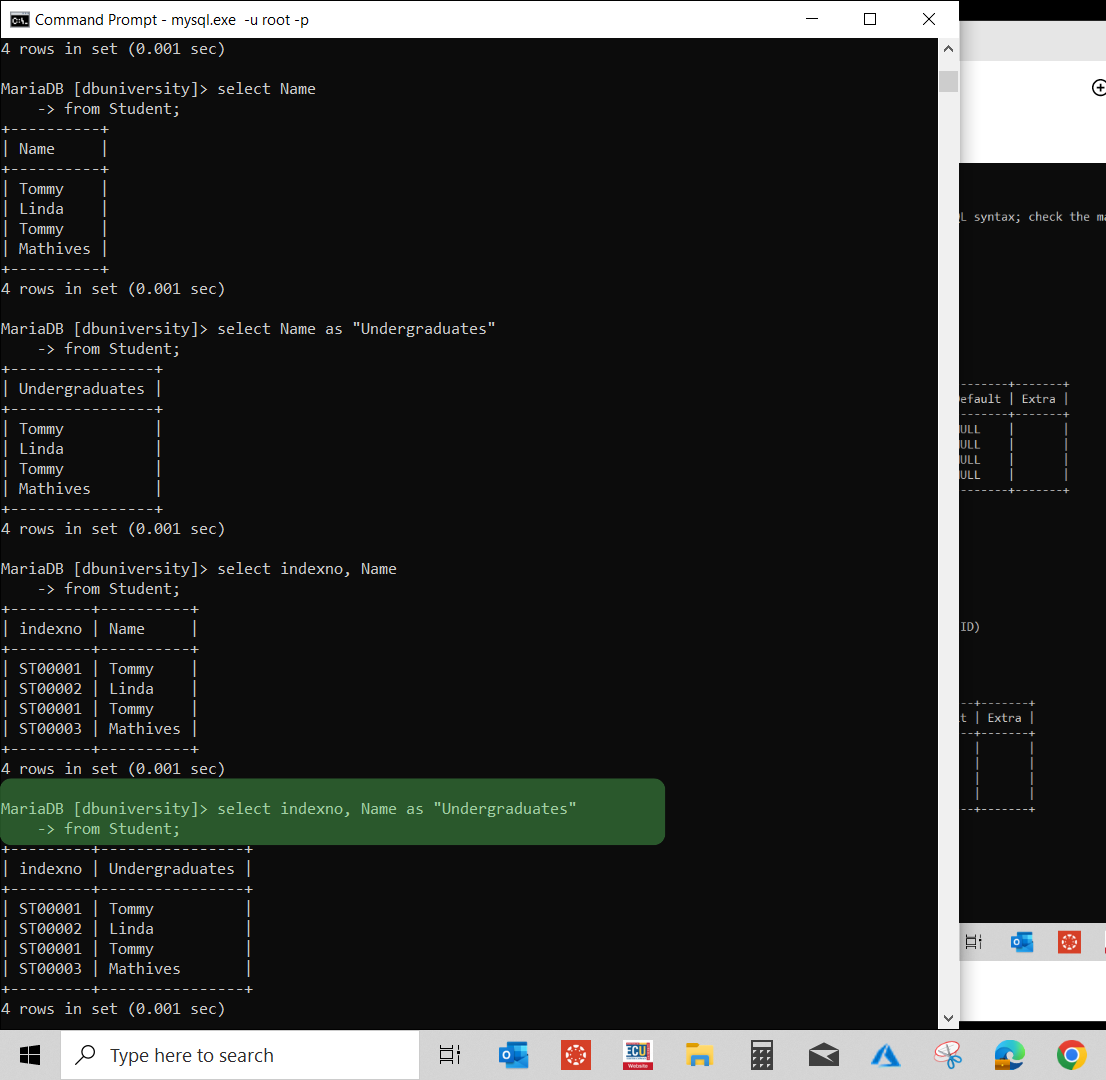 Command Prompt - mysql.exe  -u root -p
4 rows in set (0.001 sec)
MariaDB [dbuniversity]> select Name
    -> from Student;
+----------+
| Name     |
+----------+
| Tommy    |
| Linda    |
| Tommy    |
| Mathives |
+----------+
4 rows in set (0.001 sec)
MariaDB [dbuniversity]> select Name as "Undergraduates"
    -> from Student;
+----------------+
| Undergraduates |
+----------------+
| Tommy          |
| Linda          |
| Tommy          |
| Mathives       |
+----------------+
4 rows in set (0.001 sec)
MariaDB [dbuniversity]> select indexno, Name
    -> from Student;
+---------+----------+
| indexno | Name     |
+---------+----------+
| ST00001 | Tommy    |
| ST00002 | Linda    |
| ST00001 | Tommy    |
| ST00003 | Mathives |
+---------+----------+
4 rows in set (0.001 sec)
MariaDB [dbuniversity]> select indexno, Name as "Undergraduates"
    -> from Student;
+---------+----------------+
| indexno | Undergraduates |
+---------+----------------+
| ST00001 | Tommy          |
| ST00002 | Linda          |
| ST00001 | Tommy          |
| ST00003 | Mathives       |
+---------+----------------+
4 rows in set (0.001 sec)
L syntax; check the ma
-------+-------+
efault | Extra |
-------+-------+
ULL    |       |
ULL    |       |
ULL    |       |
ULL    |       |
-------+-------+
ID)
--+-------+
t | Extra |
--+-------+
  |       |
  |       |
  |       |
  |       |
--+-------+
Type here to search
ECU
Website